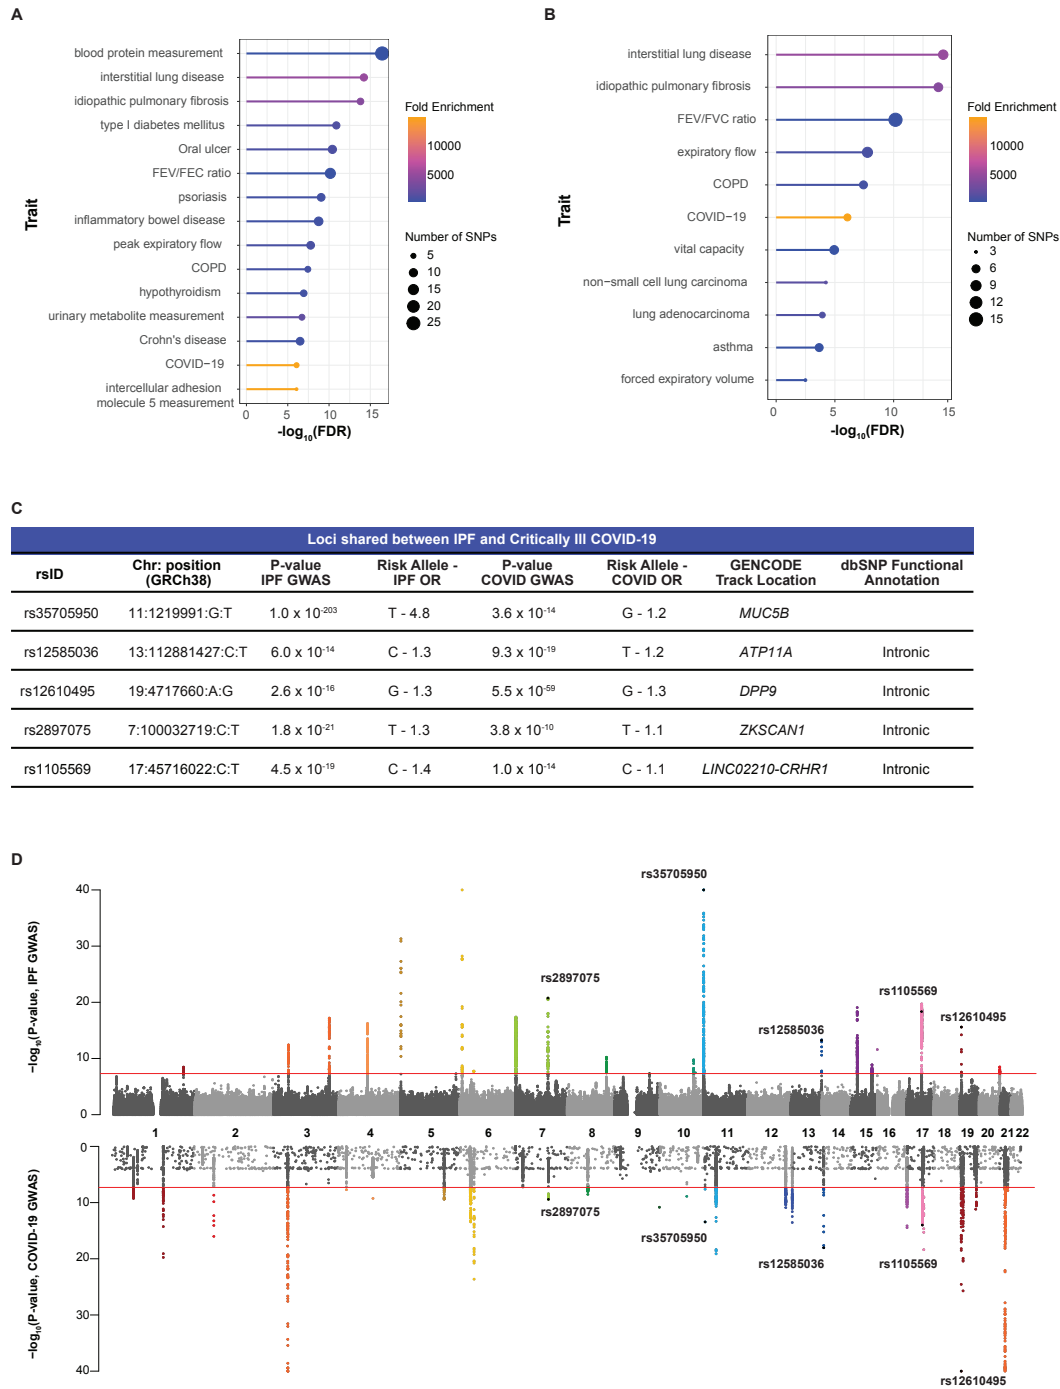 A
blood protein measurement
interstitial lung disease
idiopathic pulmonary fibrosis
type I diabetes mellitus
Oral ulcer
FEV/FEC ratio
psoriasis
inflammatory bowel disease
peak expiratory flow
COPD
hypothyroidism
urinary metabolite measurement
Crohn's disease
COVID−19
intercellular adhesion
molecule 5 measurement
Trait
0 5 10 15
-log10(FDR)
Fold Enrichment
10000
5000
Number of SNPs
5
10
15
20
25
B
interstitial lung disease
idiopathic pulmonary fibrosis
FEV/FVC ratio
expiratory flow
COPD
COVID−19
vital capacity
non−small cell lung carcinoma
lung adenocarcinoma
asthma
forced expiratory volume
Trait
0 5 10 15
-log10(FDR)
Fold Enrichment
10000
5000
Number of SNPs
3
6
9
12
15
C
Loci shared between IPF and Critically Ill COVID-19
rsID Chr: position (GRCh38) P-value IPF GWAS Risk Allele - IPF OR P-value COVID GWAS Risk Allele - COVID OR GENCODE Track Location dbSNP Functional Annotation
rs35705950 11:1219991:G:T 1.0 x 10-203 T - 4.8 3.6 x 10-14 G - 1.2 MUC5B
rs12585036 13:112881427:C:T 6.0 x 10-14 C - 1.3 9.3 x 10-19 T - 1.2 ATP11A Intronic
rs12610495 19:4717660:A:G 2.6 x 10-16 G - 1.3 5.5 x 10-59 G - 1.3 DPP9 Intronic
rs2897075 7:100032719:C:T 1.8 x 10-21 T - 1.3 3.8 x 10-10 T - 1.1 ZKSCAN1 Intronic
rs1105569 17:45716022:C:T 4.5 x 10-19 C - 1.4 1.0 x 10-14 C - 1.1 LINC02210-CRHR1 Intronic
D
−log10(P-value, IPF GWAS)
40
30
20
10
0
rs35705950
rs2897075
rs1105569
rs12585036
rs12610495
1 2 3 4 5 6 7 8 9 10 11 12 13 14 15 16 17 18 19 20 21 22
−log10(P-value, COVID-19 GWAS)
0
10
20
30
40
rs2897075
rs35705950
rs12585036
rs1105569
rs12610495